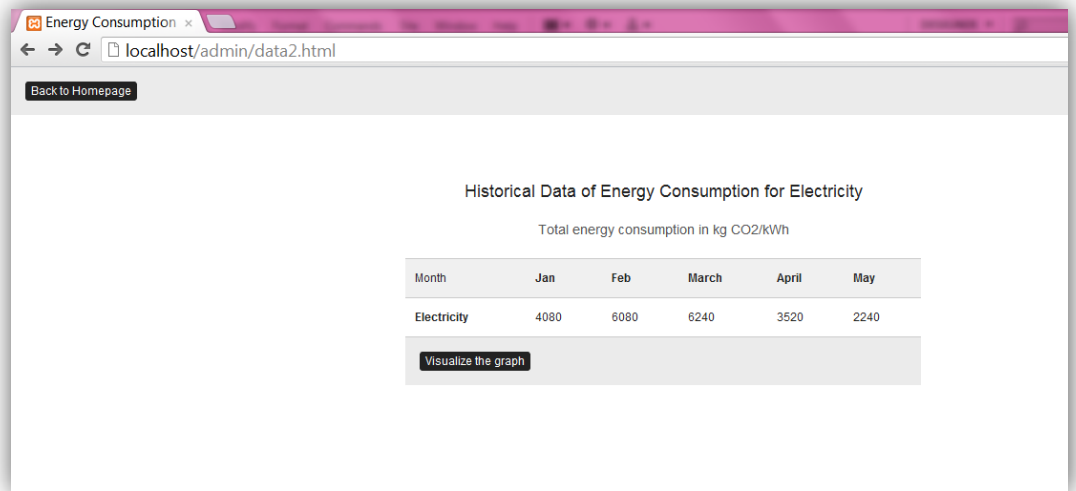 Energy Consumption ×
localhost/admin/data2.html
Back to Homepage
Historical Data of Energy Consumption for Electricity
Total energy consumption in kg CO2/kWh
Month Jan Feb March April May
Electricity 4080 6080 6240 3520 2240
Visualize the graph